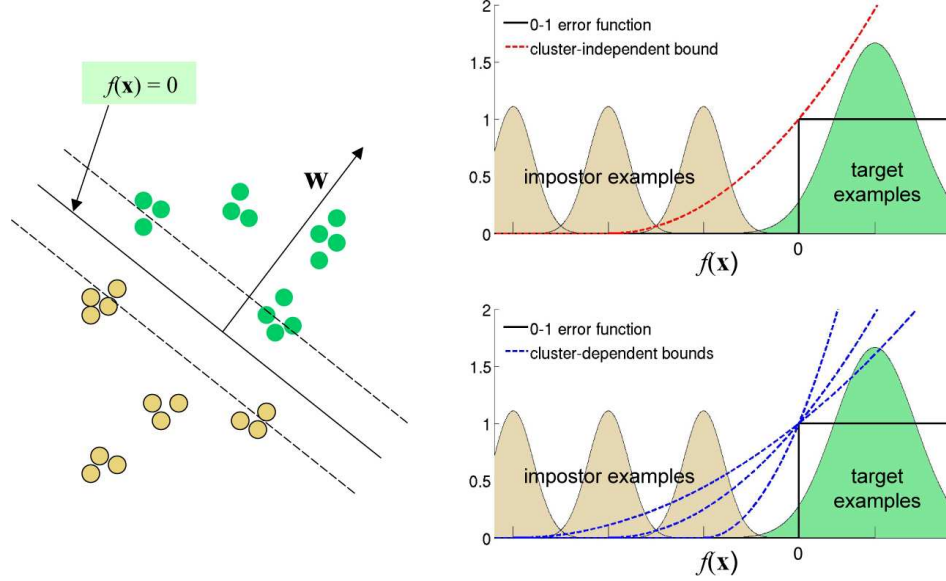 f(x) = 0
w
2
1.5
1
0.5
0
0-1 error function
cluster-independent bound
impostor examples
target
examples
0
f(x)
2
1.5
1
0.5
0
0-1 error function
cluster-dependent bounds
impostor examples
target
examples
0
f(x)